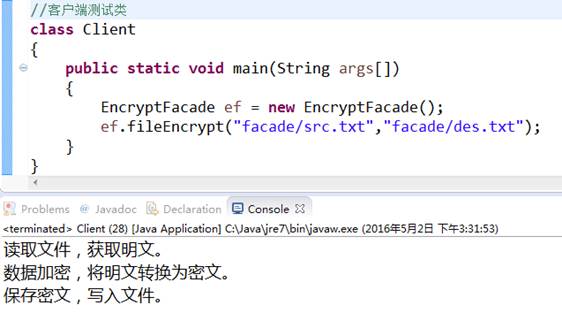 //客户端测试类
class Client
{
public static void main(String args[])
{
EncryptFacade ef = new EncryptFacade();
ef.fileEncrypt("facade/src.txt","facade/des.txt");
}
}
Problems @ Javadoc Declaration Console
<terminated> Client (28) [Java Application] C:\Java\jre7\bin\javaw.exe (2016年5月2日 下午3:31:53)
读取文件，获取明文。
数据加密，将明文转换为密文。
保存密文，写入文件。